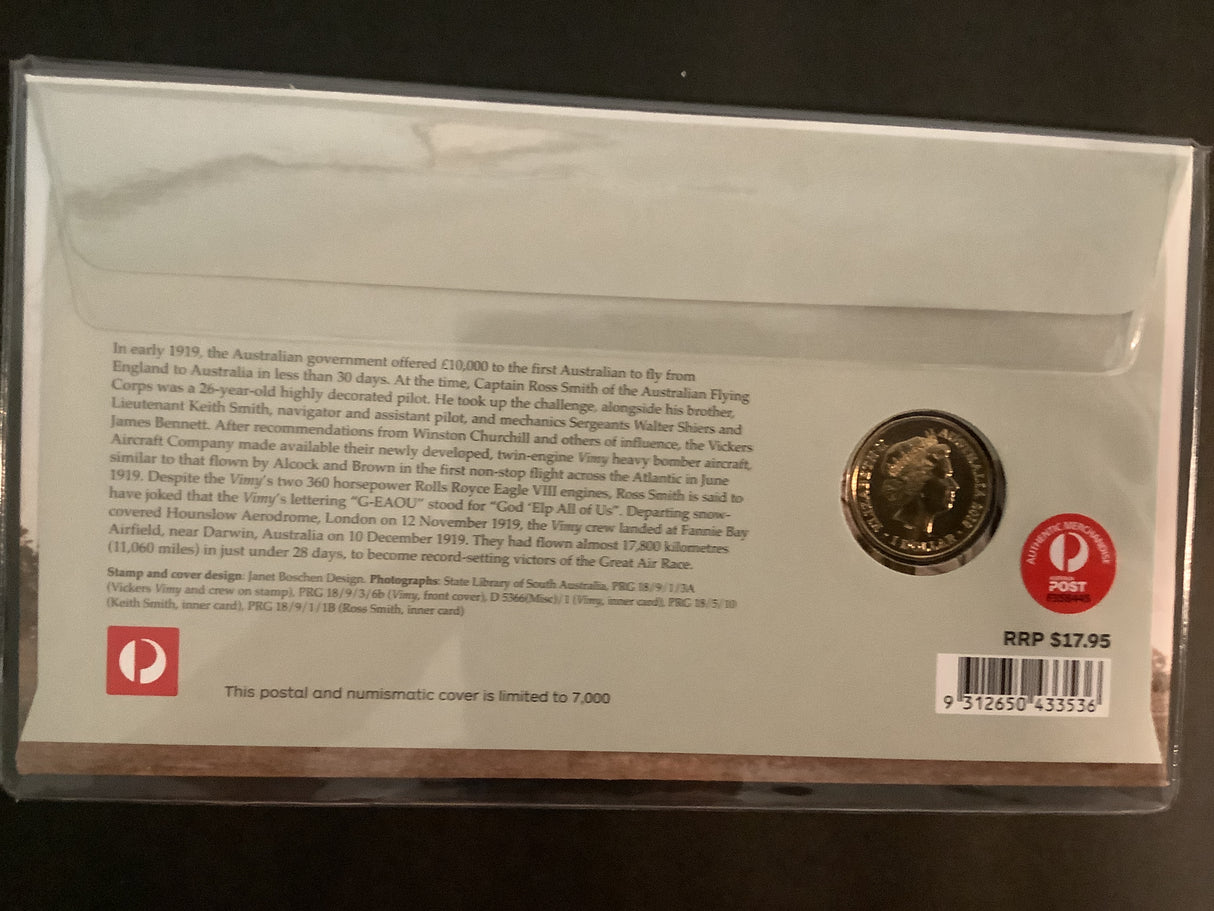 In early 1919, the Australian government offered £10,000 to the first Australian to fly from
England to Australia in less than 30 days. At the time, Captain Ross Smith of the Australian Flying
Corps was a 26-year-old highly decorated pilot. He took up the challenge, alongside his brother,
Lieutenant Keith Smith, navigator and assistant pilot, and mechanics Sergeants Walter Shiers and
James Bennett. After recommendations from Winston Churchill and others of influence, the Vickers
Aircraft Company made available their newly developed, twin-engine Vimy heavy bomber aircraft,
similar to that flown by Alcock and Brown in the first non-stop flight across the Atlantic in June
1919. Despite the Vimy's two 360 horsepower Rolls Royce Eagle VIII engines, Ross Smith is said to
have joked that the Vimy's lettering "G-EAOU" stood for "God 'Elp All of Us". Departing snow-
covered Hounslow Aerodrome, London on 12 November 1919, the Vimy crew landed at Fannie Bay
Airfield, near Darwin, Australia on 10 December 1919. They had flown almost 17,800 kilometres
(11,060 miles) in just under 28 days, to become record-setting victors of the Great Air Race.
Stamp and cover design: Janet Boschen Design. Photographs: State Library of South Australia, PRG 18/9/1/3A
(Vickers Vimy and crew on stamp), PRG 18/9/3/6b (Vimy, front cover), D 5366(Misc)/1 (Vimy, inner card), PRG 18/5/10
(Keith Smith, inner card), PRG 18/9/1/1B (Ross Smith, inner card)
This postal and numismatic cover is limited to 7,000
ELIZABETH II AUSTRALIA 2019
1 DOLLAR
AUTHENTIC MERCHANDISE
AUSTRALIA
POST
RRP $17.95
9 312650 433536